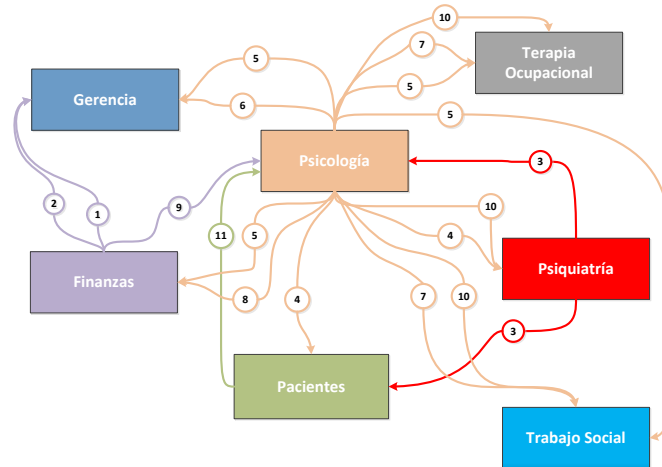 10
7
Terapia
Ocupacional
5
5
Gerencia
6
5
Psicología
3
2
1
9
11
10
5
4
Finanzas
Psiquiatría
8
4
7
10
3
Pacientes
Trabajo Social